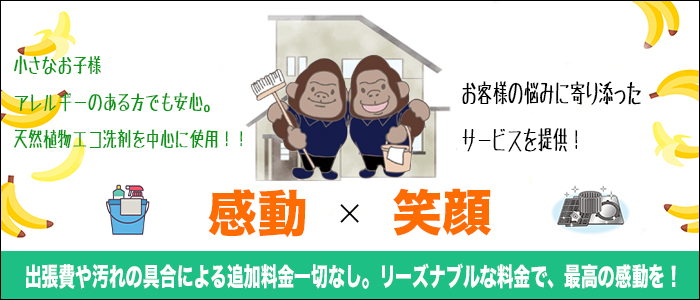 小さなお子様
アレルギーのある方でも安心。
天然植物エコ洗剤を中心に使用！！
お客様の悩みに寄り添った
サービスを提供！
感動 × 笑顔
出張費や汚れの具合による追加料金一切なし。リーズナブルな料金で、最高の感動を！